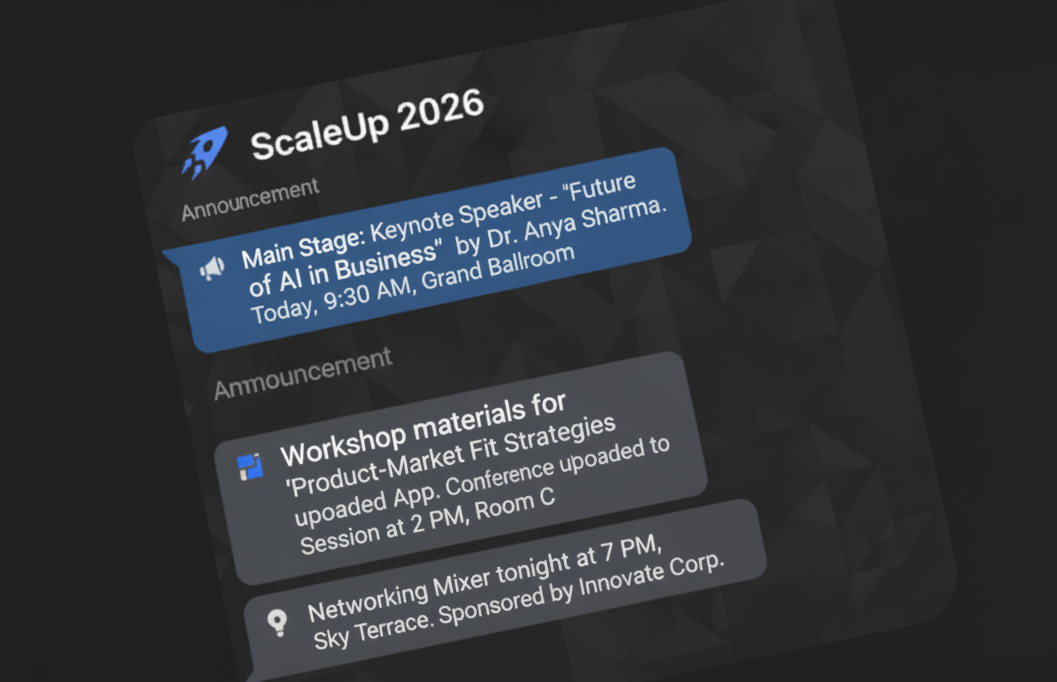 ScaleUp 2026
Announcement
Main Stage: Keynote Speaker - "Future
of AI in Business" by Dr. Anya Sharma.
Today, 9:30 AM, Grand Ballroom
Anmouncement
Workshop materials for
'Product-Market Fit Strategies
upoaded App. Conference upoaded to
Session at 2 PM, Room C
Networking Mixer tonight at 7 PM,
Sky Terrace. Sponsored by Innovate Corp.